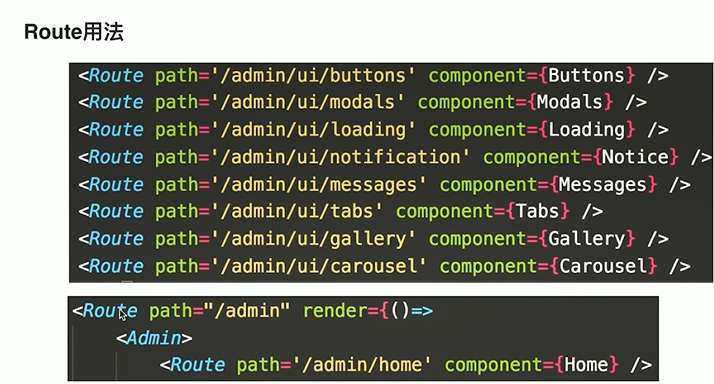 Route用法
<Route path='/admin/ui/buttons' component={Buttons} />
<Route path='/admin/ui/modals' component={Modals} />
<Route path='/admin/ui/loading' component={Loading} />
<Route path='/admin/ui/notification' component={Notice} />
<Route path='/admin/ui/messages' component={Messages} />
<Route path='/admin/ui/tabs' component={Tabs} />
<Route path='/admin/ui/gallery' component={Gallery} />
<Route path='/admin/ui/carousel' component={Carousel} />
<Route path="/admin" render={()=>
<Admin>
<Route path='/admin/home' component={Home} />